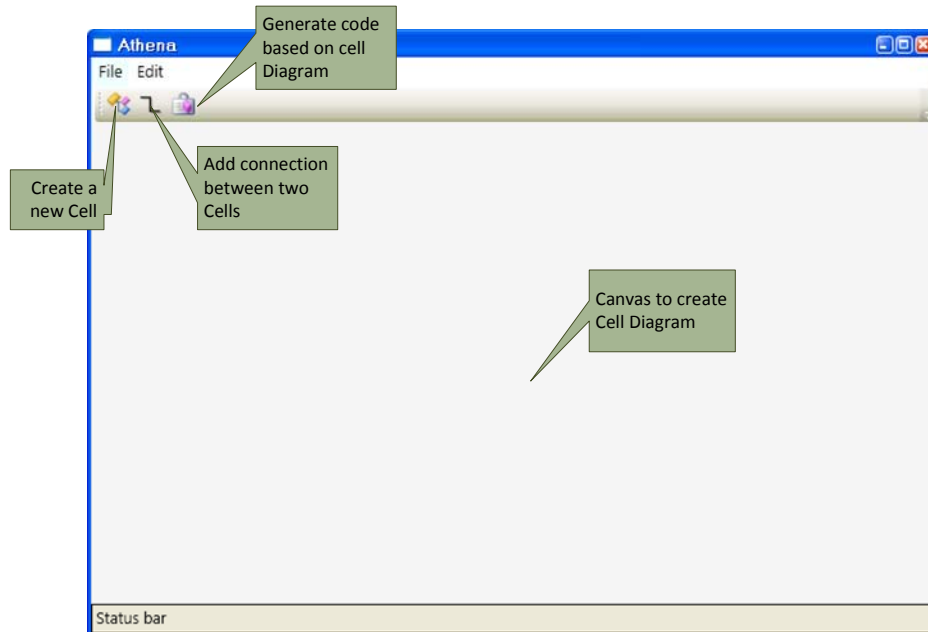 Generate code
based on cell
Diagram
Athena
File Edit
Add connection
between two
Cells
Create a
new Cell
Canvas to create
Cell Diagram
Status bar